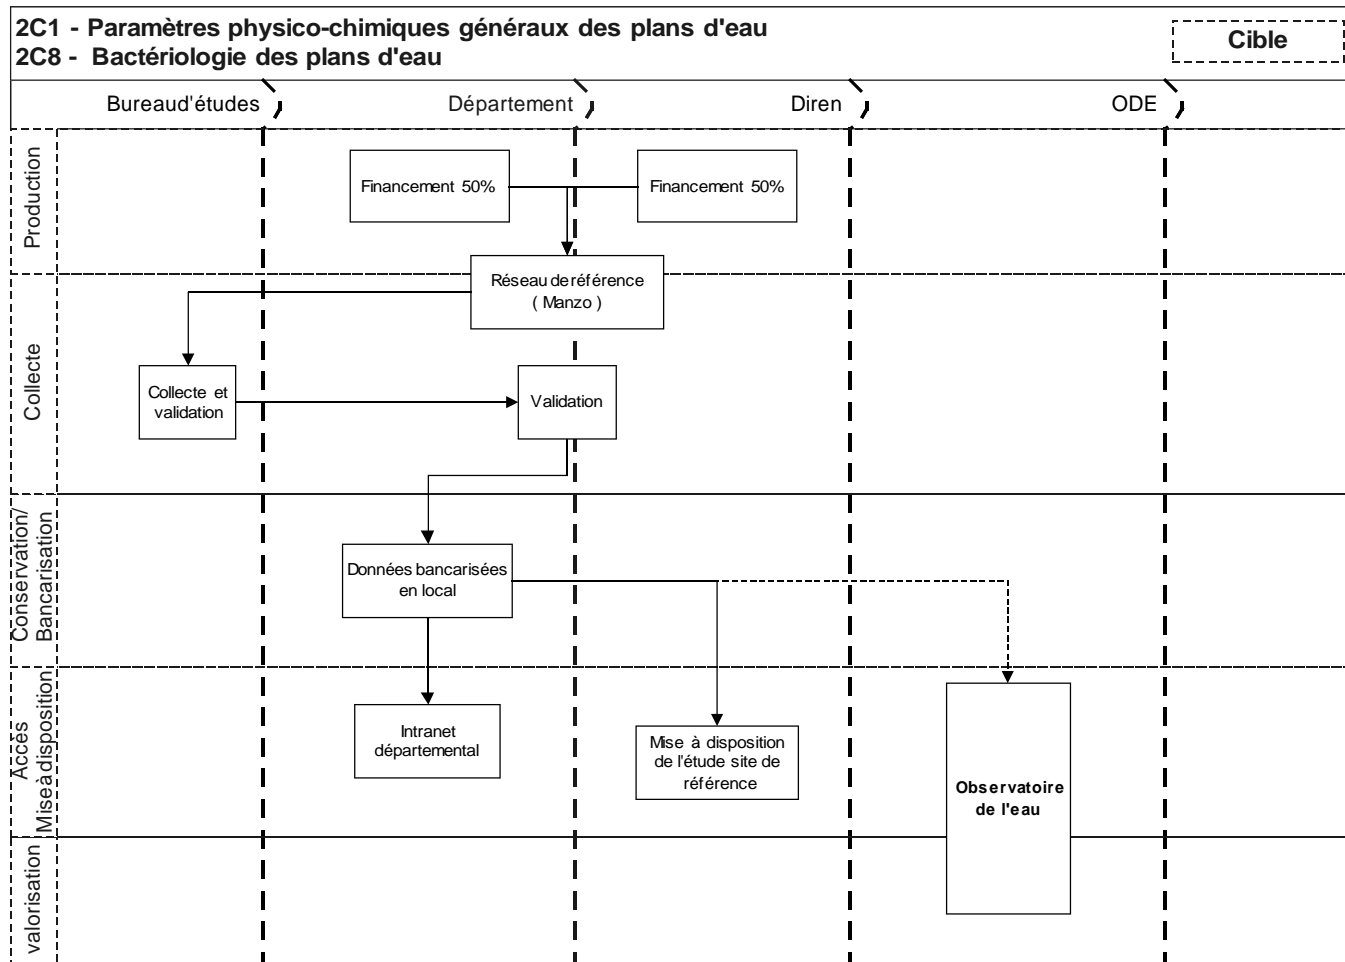 2C1 - Paramètres physico-chimiques généraux des plans d'eau
2C8 - Bactériologie des plans d'eau
Cible
Bureaud'études
Département
Diren
ODE
Production
Financement 50%
Financement 50%
Réseau de référence
( Manzo )
Collecte
Collecte et
validation
Validation
Conservation/
Bancarisation
Données bancarisées
en local
Accès
Mise à disposition
Intranet
départemental
Mise à disposition
de l'étude site de
référence
Observatoire
de l'eau
valorisation